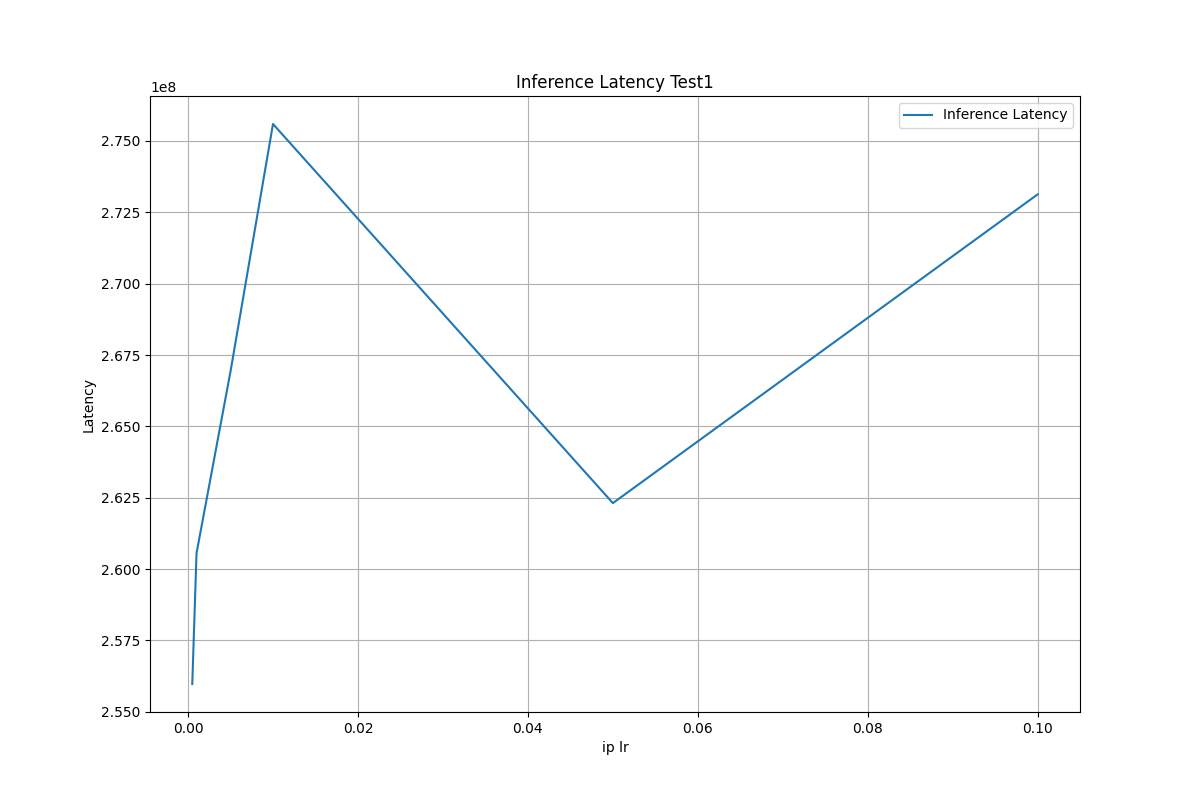 Inference Latency Test1
1e8
Inference Latency
2.750
2.725
2.700
2.675
2.650
2.625
2.600
2.575
2.550
Latency
0.00 0.02 0.04 0.06 0.08 0.10
ip lr